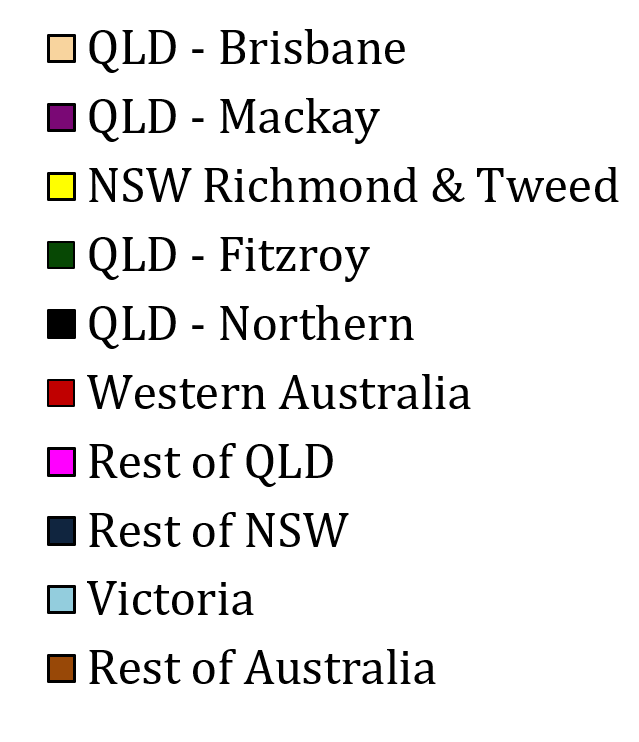 QLD - Brisbane
QLD - Mackay
NSW Richmond & Tweed
QLD - Fitzroy
QLD - Northern
Western Australia
Rest of QLD
Rest of NSW
Victoria
Rest of Australia